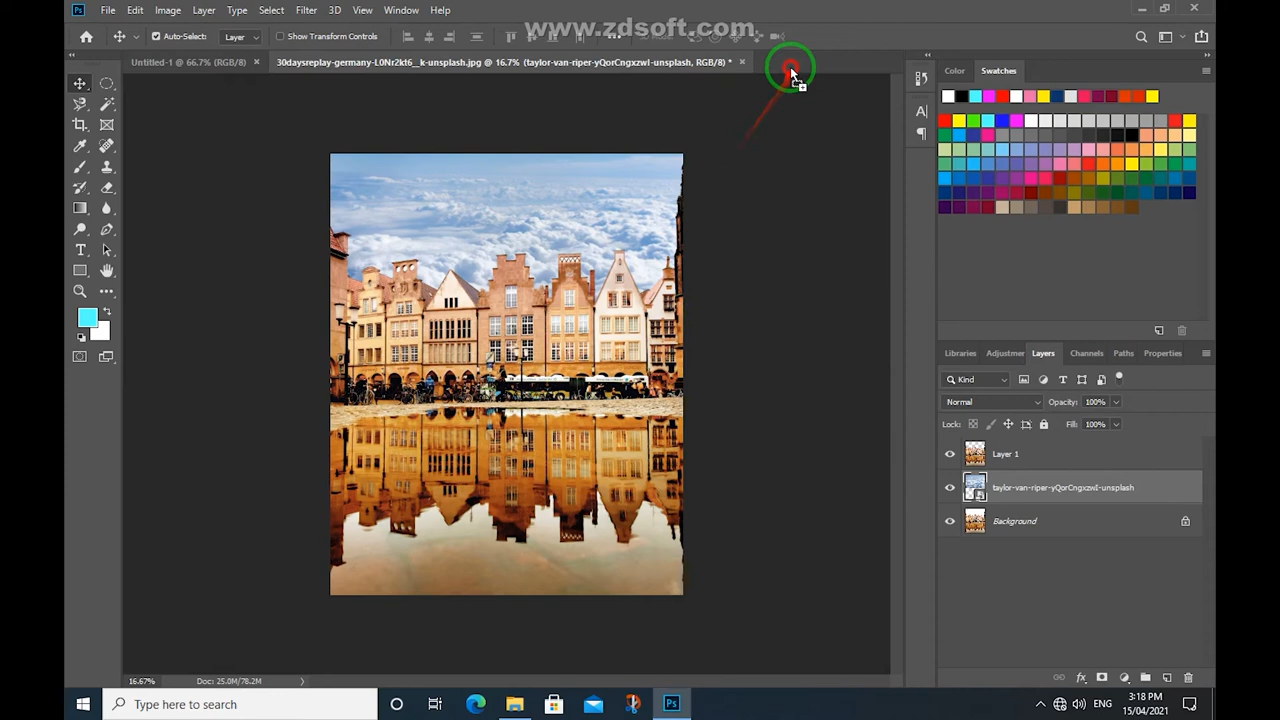 Ps File Edit Image Layer Type Select Filter 3D View Window Help
www.zdsoft.com
Auto-Select: Layer Show Transform Controls
Untitled-1 @ 66.7% (RGB/8) × 30daysreplay-germany-L0Nr2kt6__k-unsplash.jpg @ 16.7% (taylor-van-riper-yQorCngxzwI-unsplash, RGB/8) * ×
Color Swatches
Libraries Adjustmer Layers Channels Paths Properties
Kind
Normal Opacity: 100%
Lock: Fill: 100%
Layer 1
taylor-van-riper-yQorCngxzwI-unsplash
Background
16.67% Doc: 25.0M/78.2M
Type here to search
Ps
ENG
3:18 PM
15/04/2021